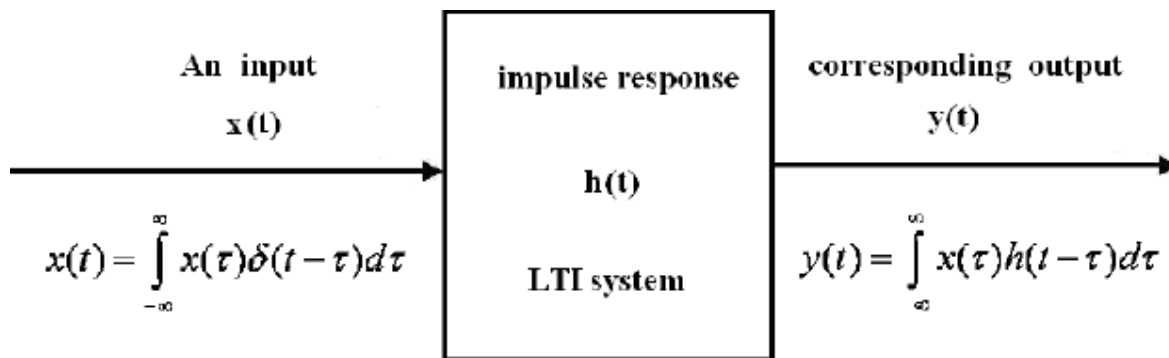 An input
x(t)
x(t) = ∫_{-∞}^{∞} x(τ)δ(t-τ)dτ
impulse response
h(t)
LTI system
corresponding output
y(t)
y(t) = ∫_{∞}^{∞} x(τ)h(t-τ)dτ